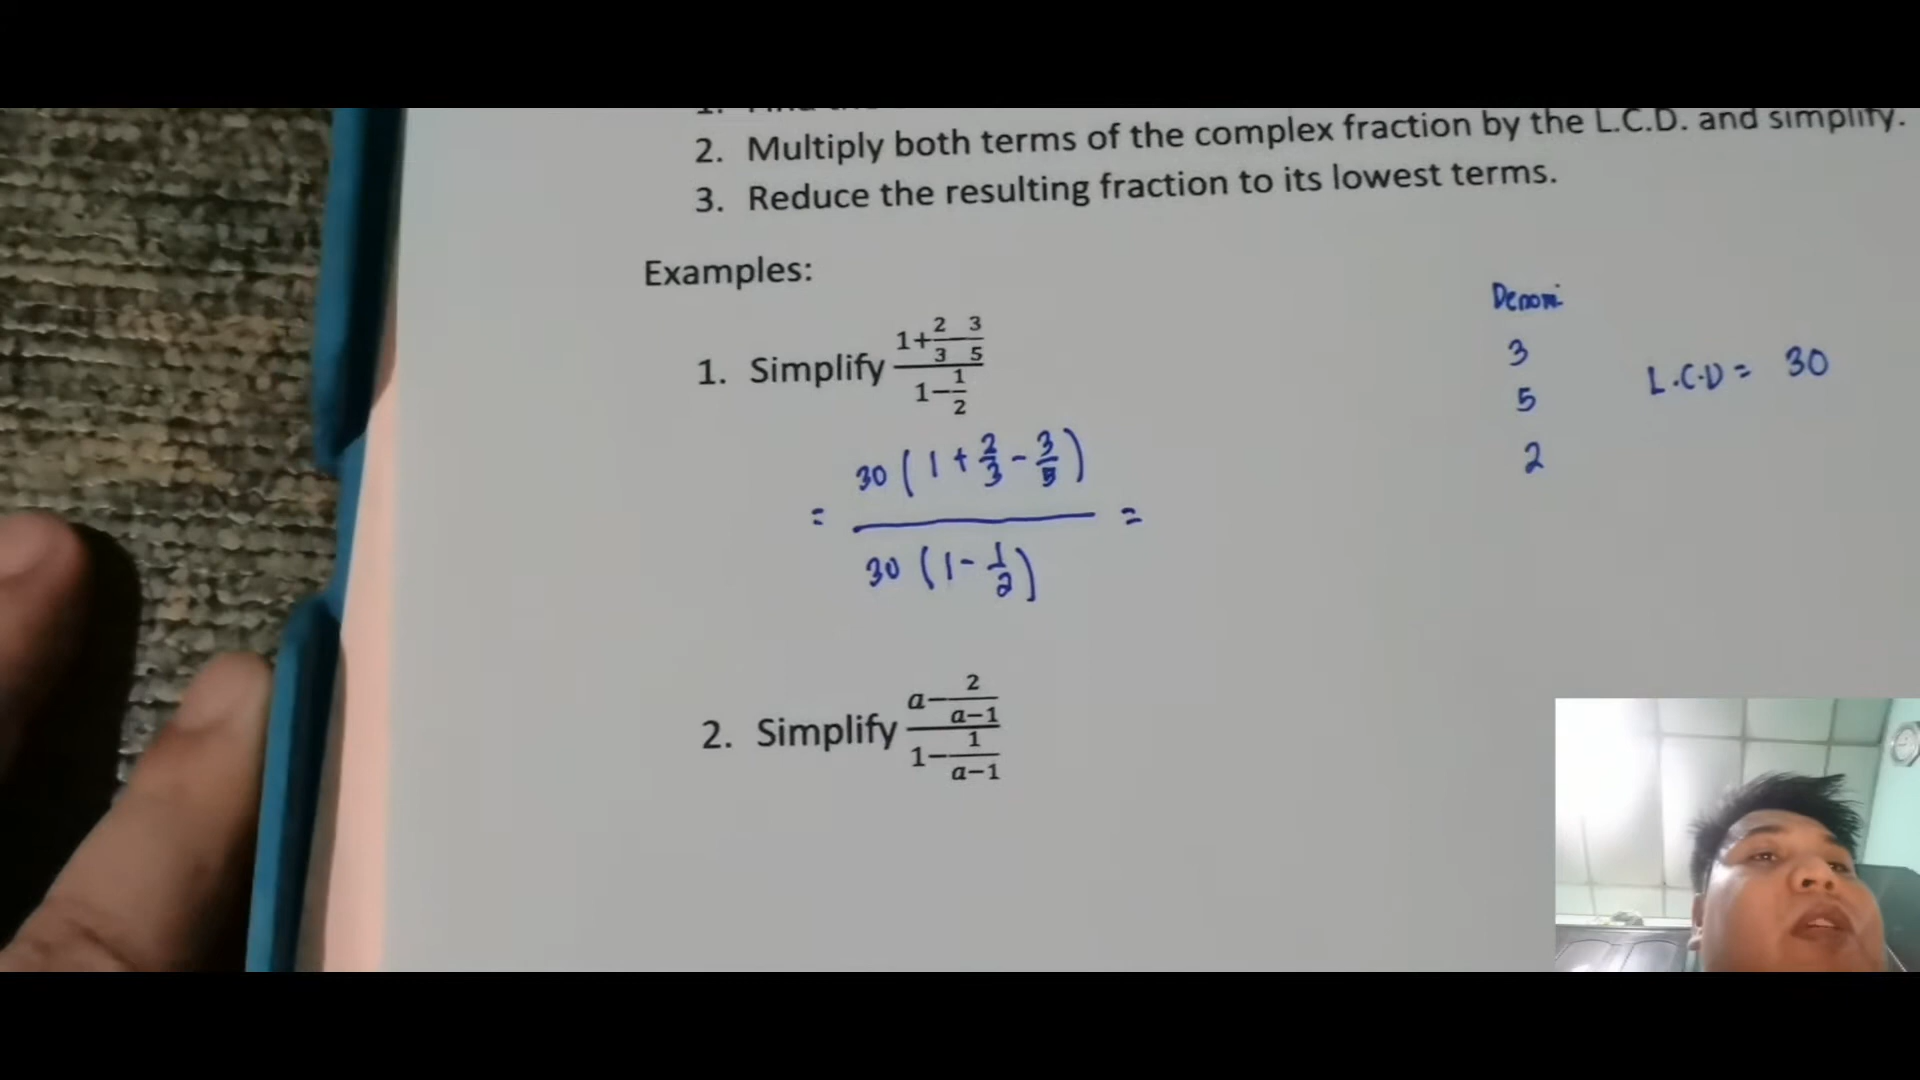 2. Multiply both terms of the complex fraction by the L.C.D. and simplify.
3. Reduce the resulting fraction to its lowest terms.
Examples:
1. Simplify (1+2/3-3/5)/(1-1/2)
= 30(1+2/3-3/5)/30(1-1/2) =
Denomi
3
5
2
L.C.D = 30
2. Simplify (a-2/(a-1))/(1-1/(a-1))